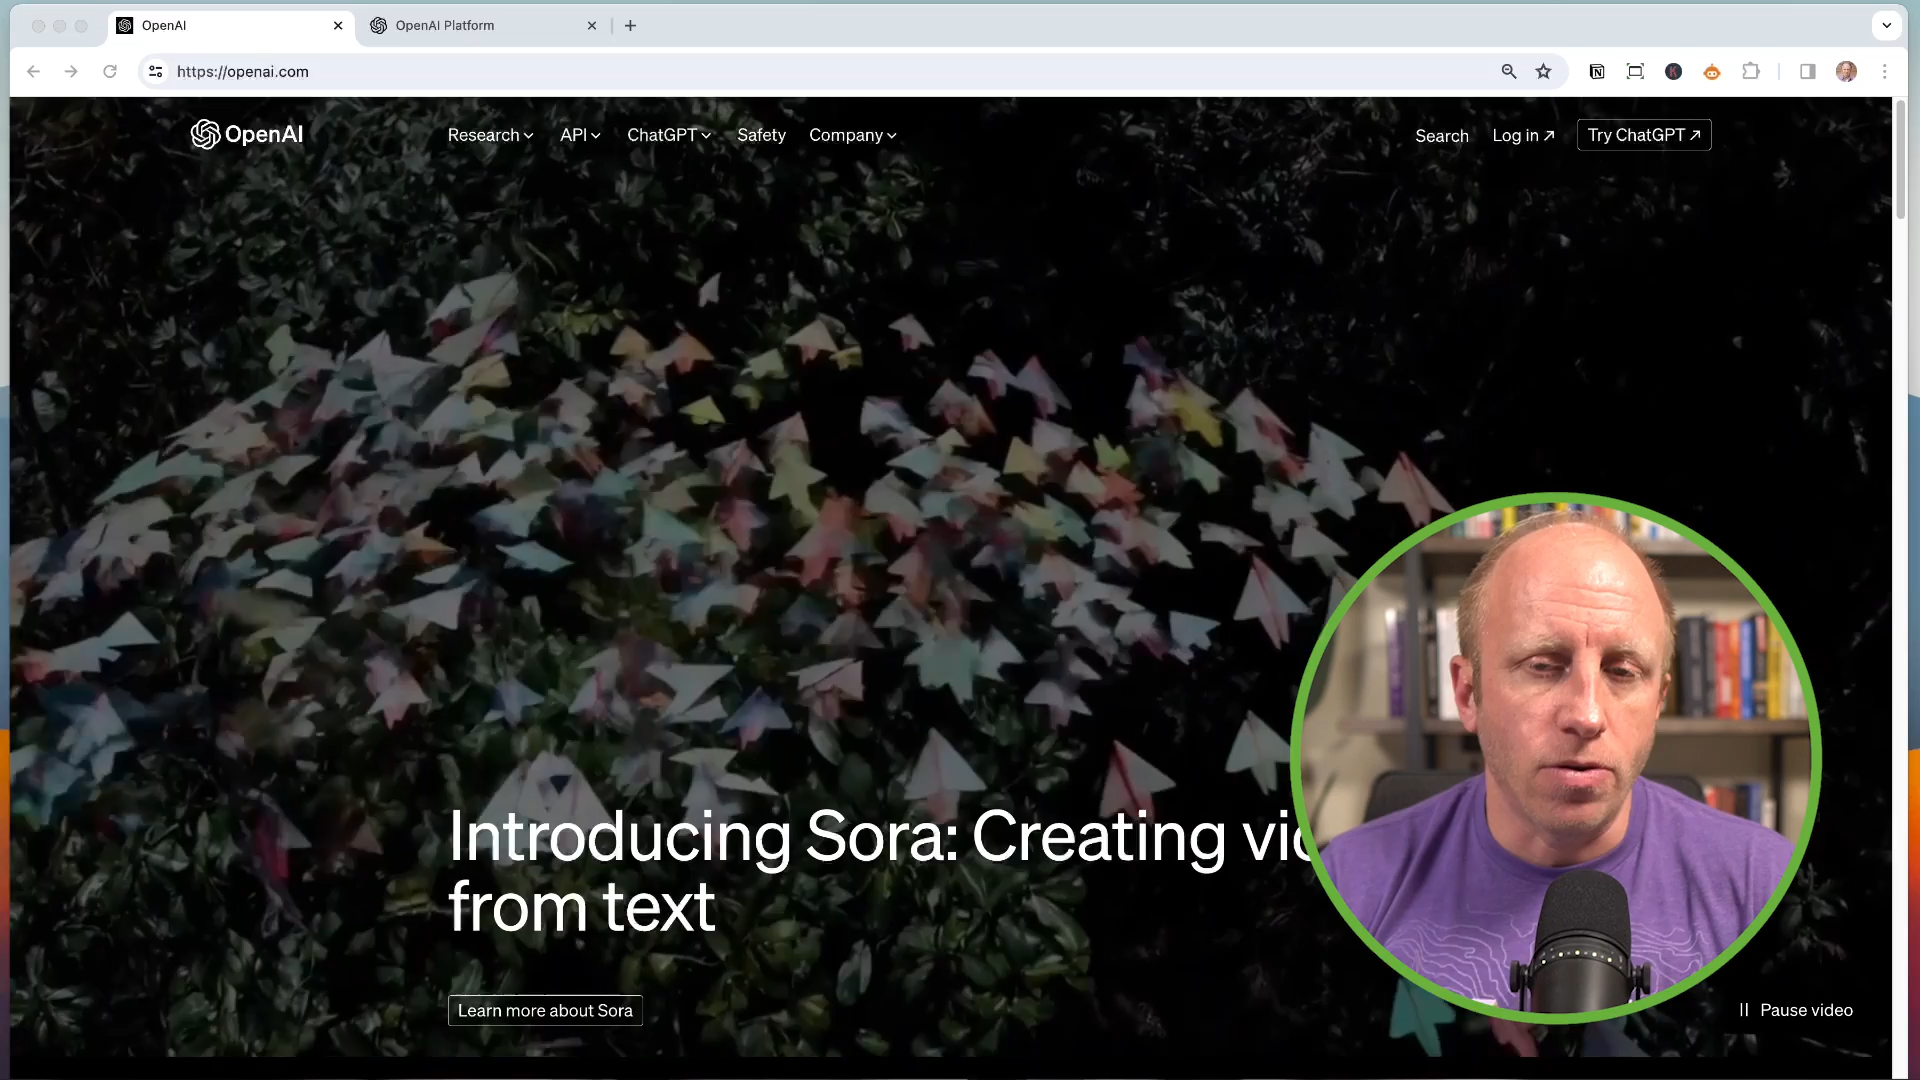 OpenAI
OpenAI Platform
https://openai.com
OpenAI
Research
API
ChatGPT
Safety
Company
Search
Log in
Try ChatGPT
Introducing Sora: Creating
from text
Learn more about Sora
Pause video